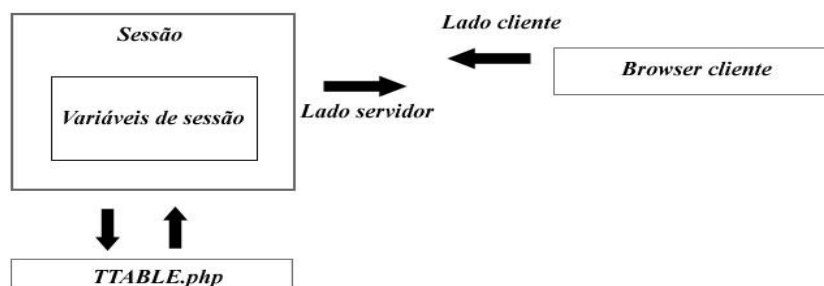 Sessão
Variáveis de sessão
Lado servidor
Lado cliente
Browser cliente
TTABLE.php